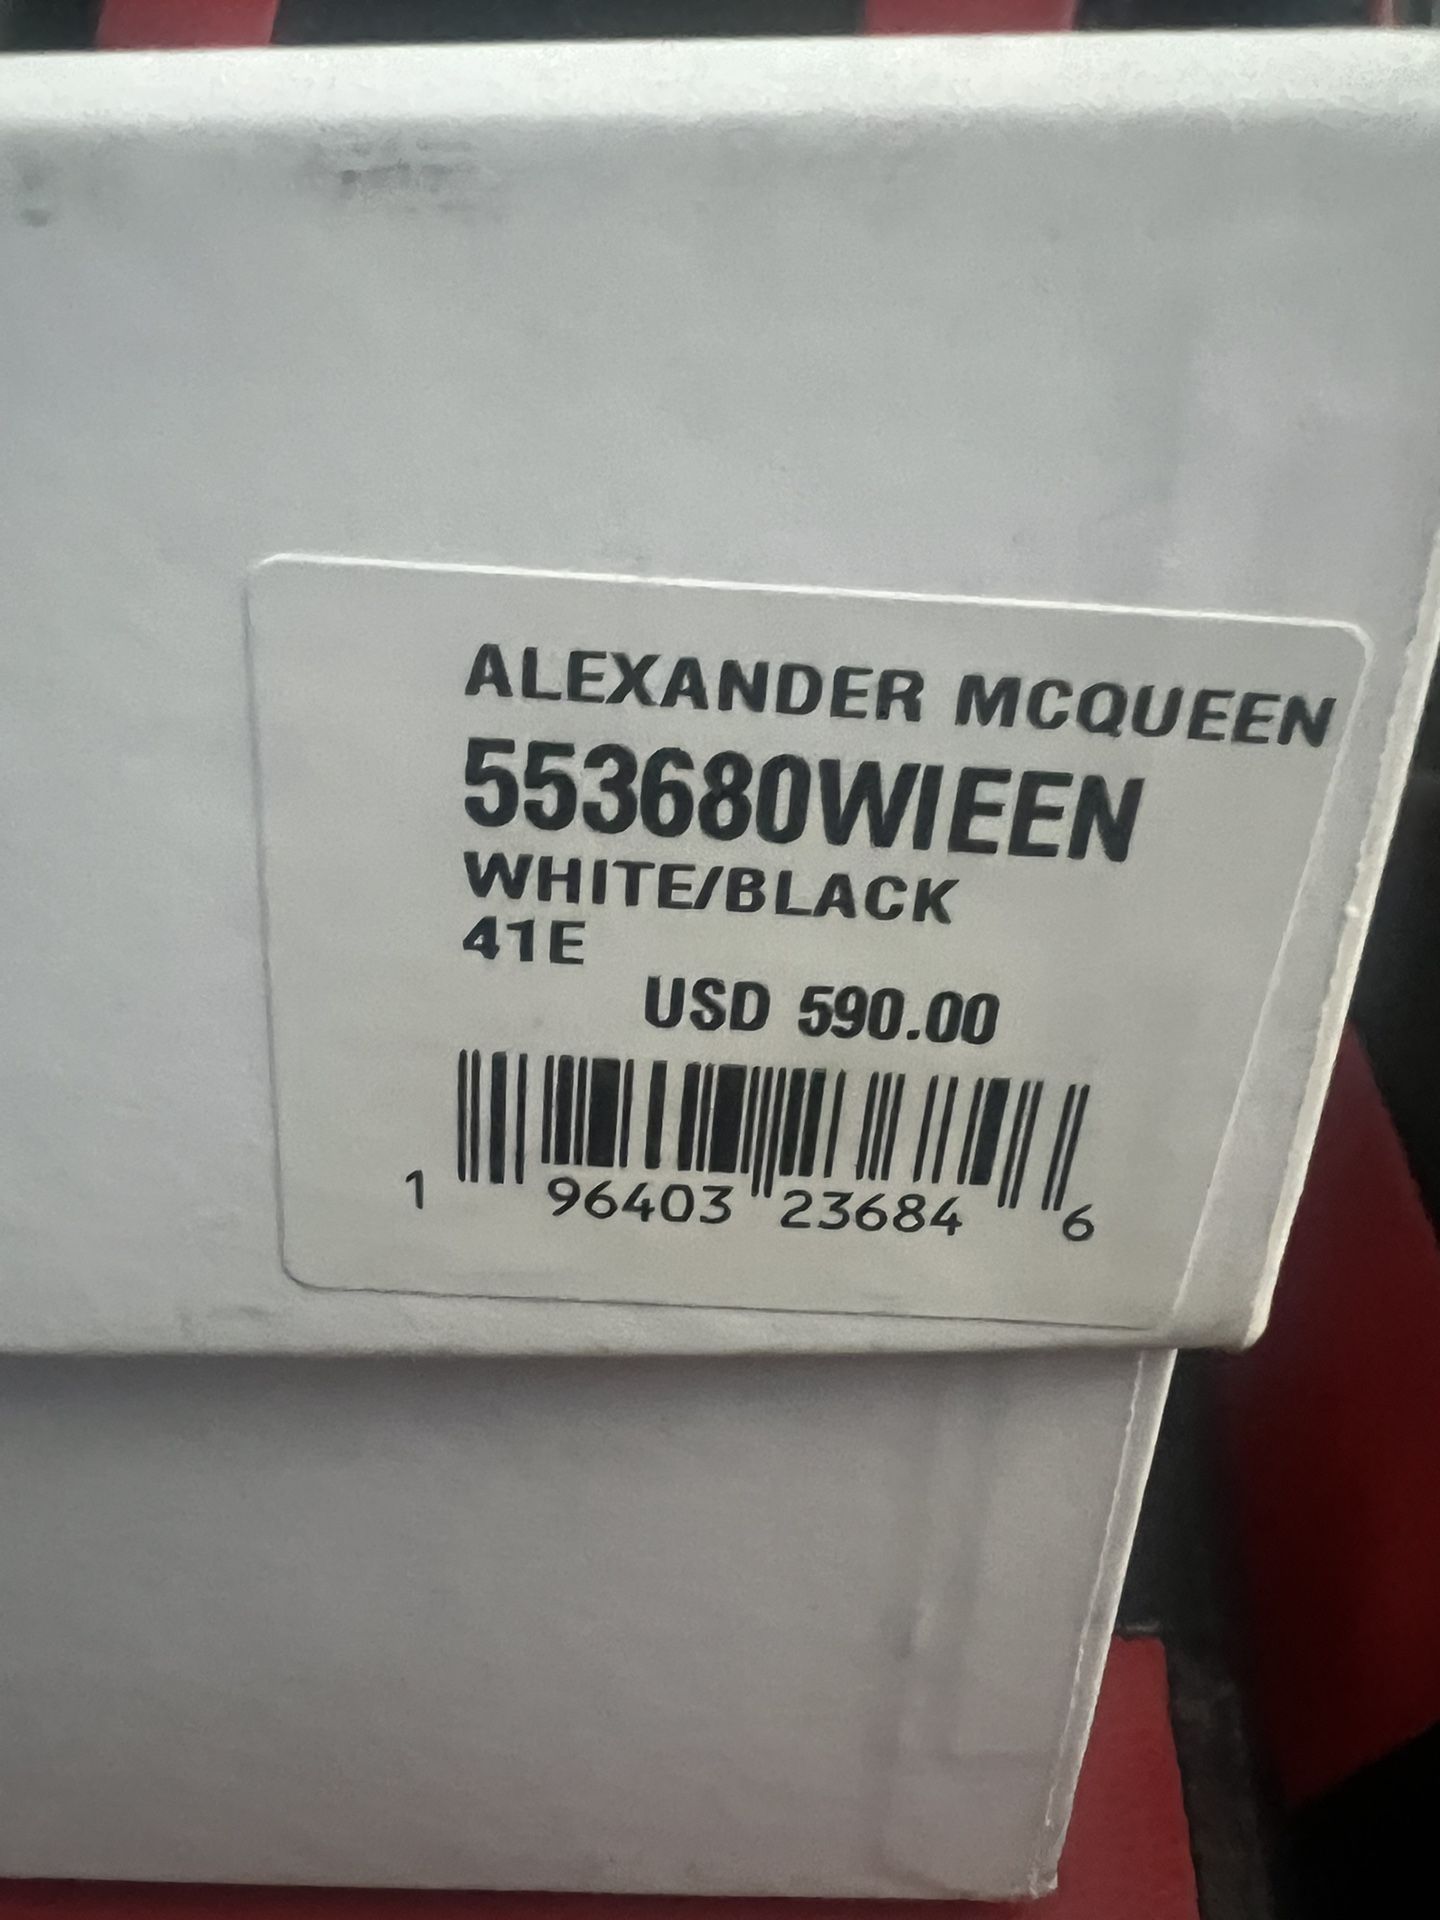 ALEXANDER MCQUEEN
553680WIEEN
WHITE/BLACK
41E
USD 590.00
1 96403 23684 6